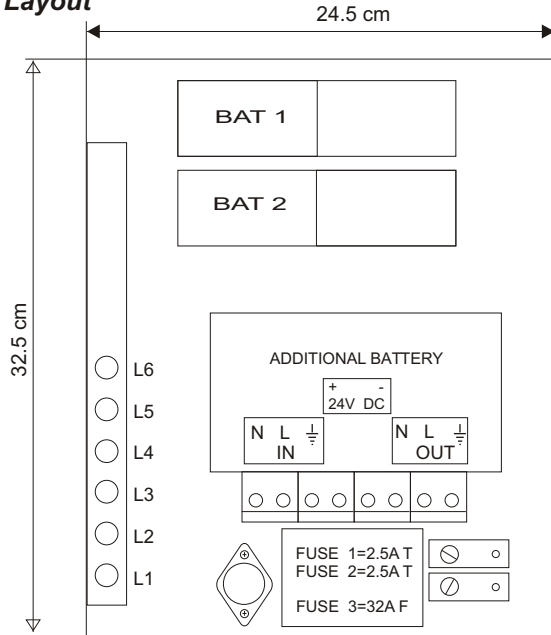 Layout
24.5 cm
32.5 cm
BAT 1
BAT 2
ADDITIONAL BATTERY
+ -
24V DC
N L
IN
N L
OUT
L6
L5
L4
L3
L2
L1
FUSE 1=2.5A T
FUSE 2=2.5A T
FUSE 3=32A F